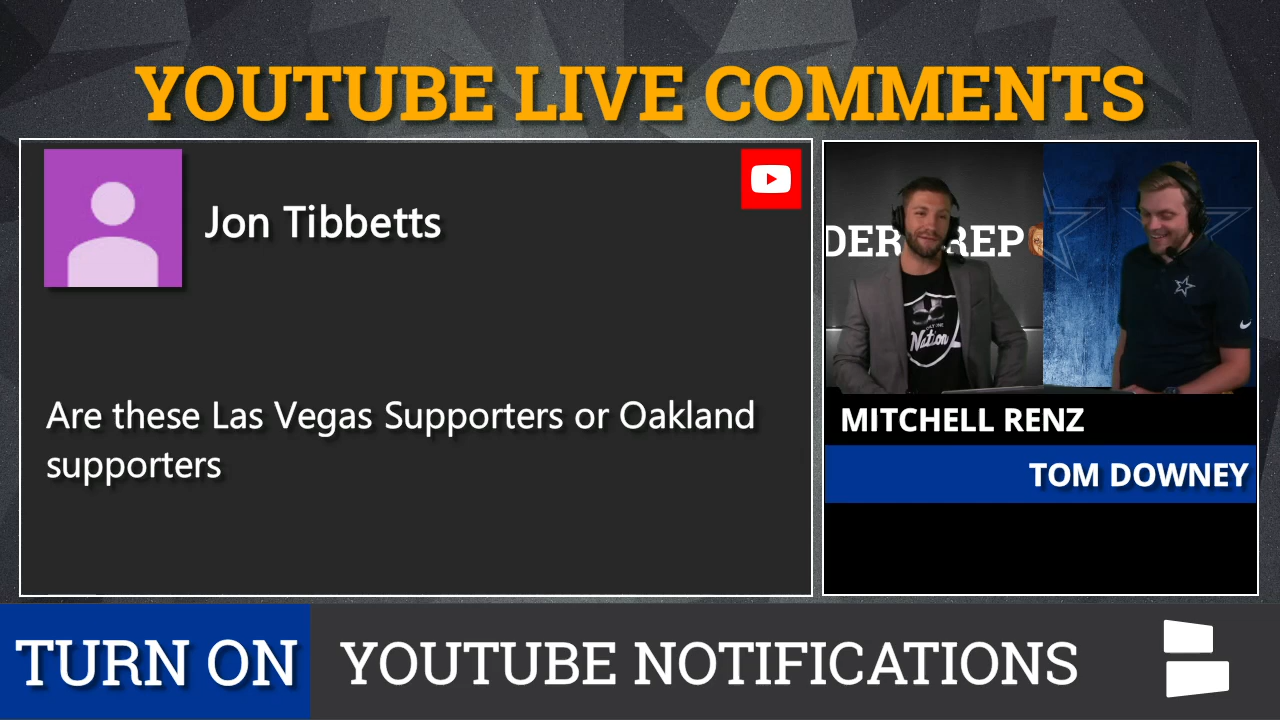 YOUTUBE LIVE COMMENTS
Jon Tibbetts
Are these Las Vegas Supporters or Oakland
supporters
Nation
MITCHELL RENZ
TOM DOWNEY
TURN ON YOUTUBE NOTIFICATIONS